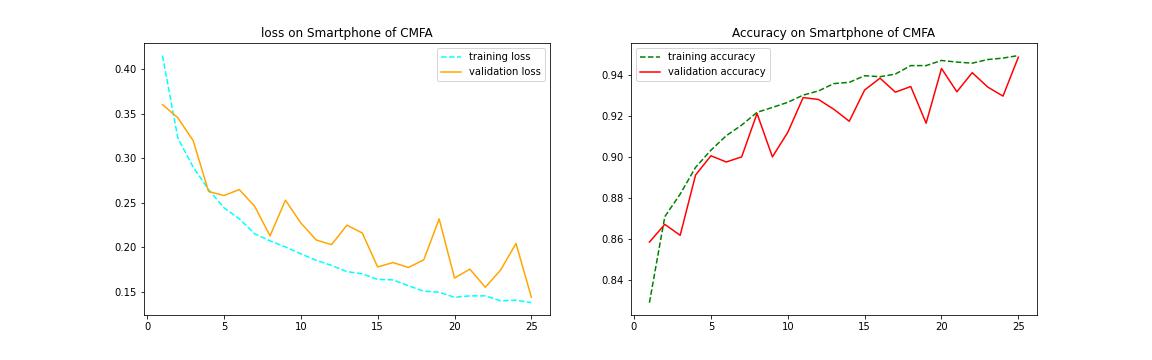 loss on Smartphone of CMFA
training loss
validation loss
0.40
0.35
0.30
0.25
0.20
0.15
0 5 10 15 20 25
Accuracy on Smartphone of CMFA
training accuracy
validation accuracy
0.94
0.92
0.90
0.88
0.86
0.84
0 5 10 15 20 25